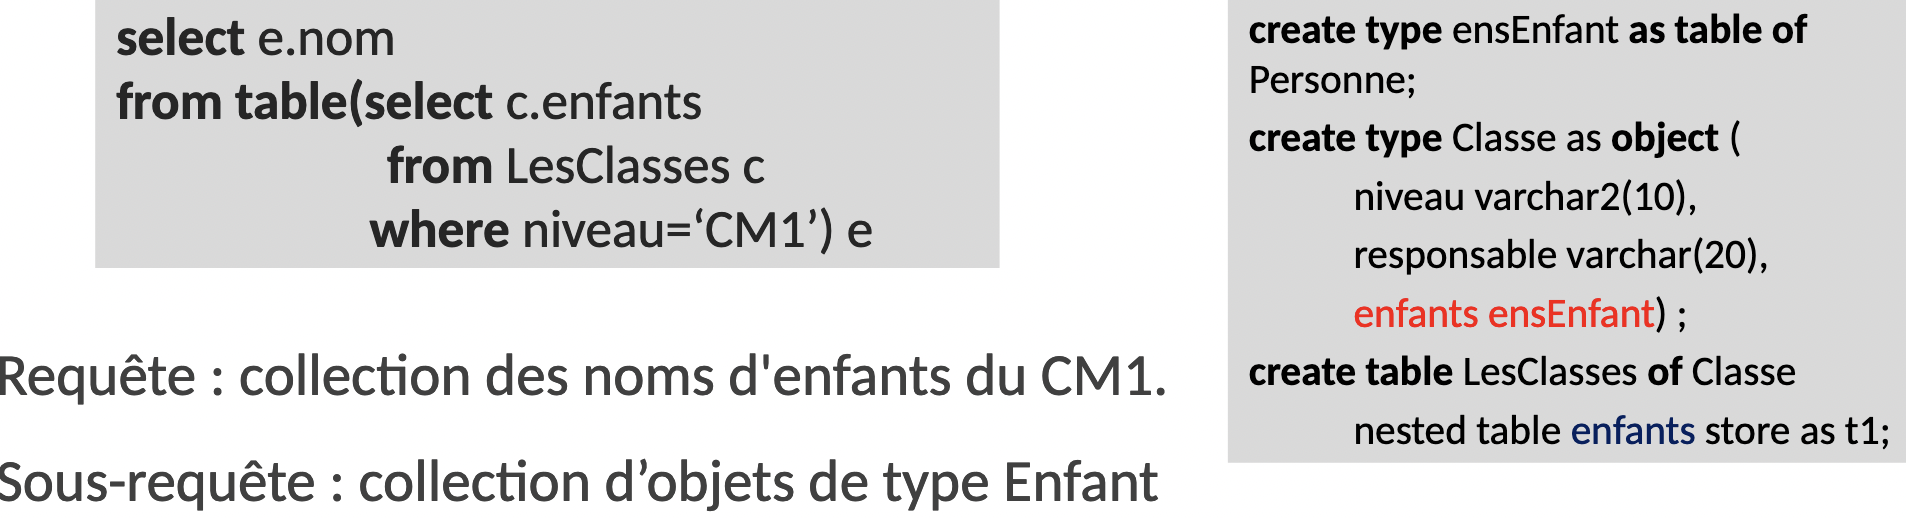 select e.nom
from table(select c.enfants
from LesClasses c
where niveau=‘CM1’) e
Requête : collection des noms d'enfants du CM1.
Sous-requête : collection d’objets de type Enfant
create type ensEnfant as table of
Personne;
create type Classe as object (
niveau varchar2(10),
responsable varchar(20),
enfants ensEnfant) ;
create table LesClasses of Classe
nested table enfants store as t1;